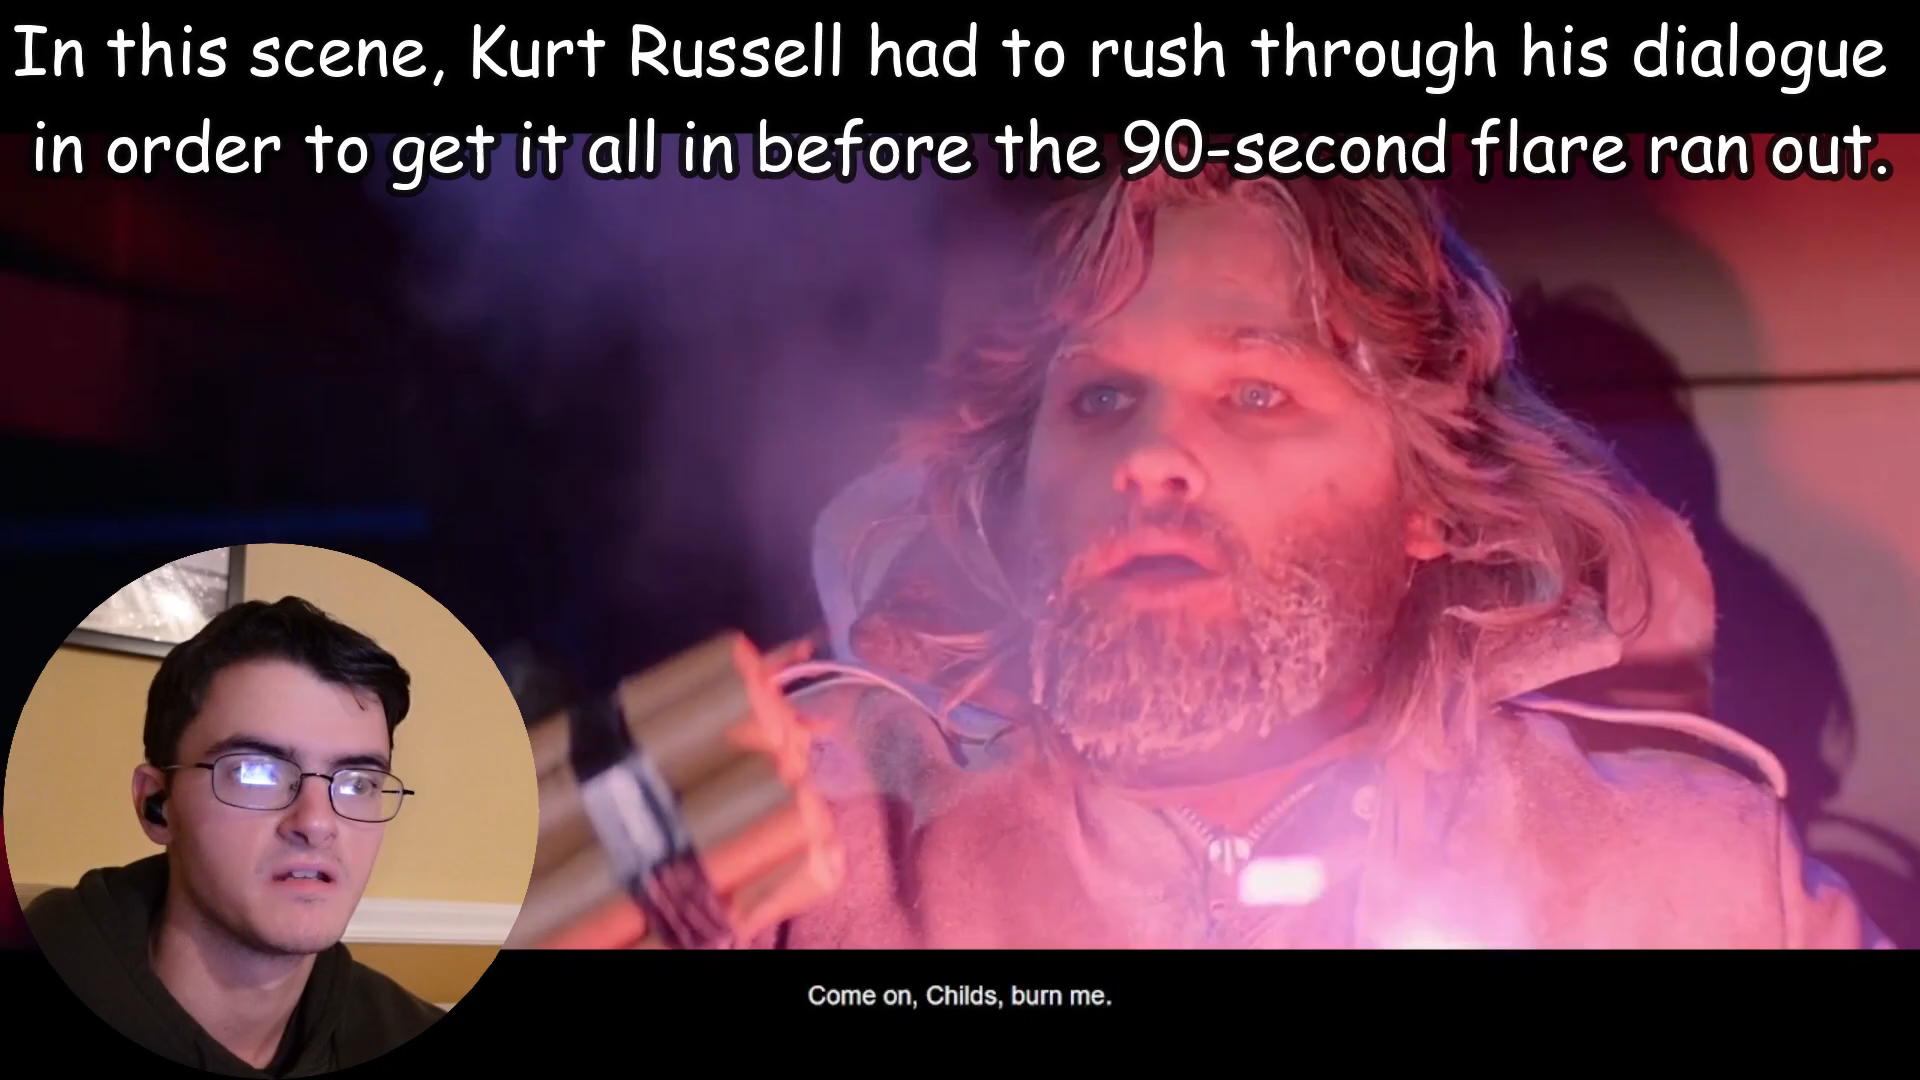 In this scene, Kurt Russell had to rush through his dialogue
in order to get it all in before the 90-second flare ran out.
Come on, Childs, burn me.